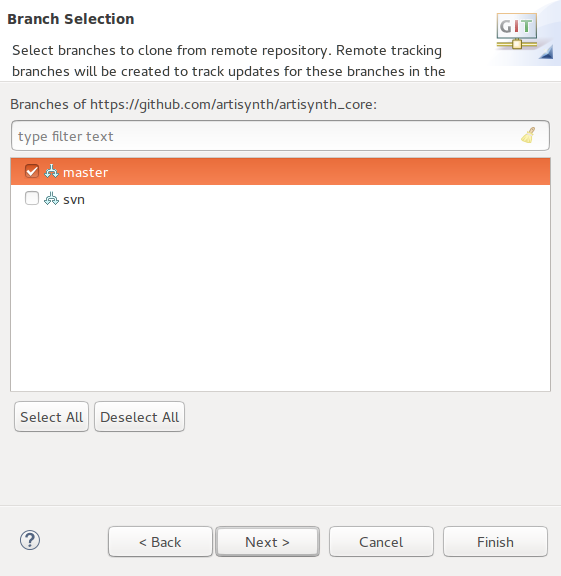 Branch Selection
Select branches to clone from remote repository. Remote tracking
branches will be created to track updates for these branches in the
GIT
Branches of https://github.com/artisynth/artisynth_core:
type filter text
master
svn
Select All
Deselect All
?
< Back
Next >
Cancel
Finish